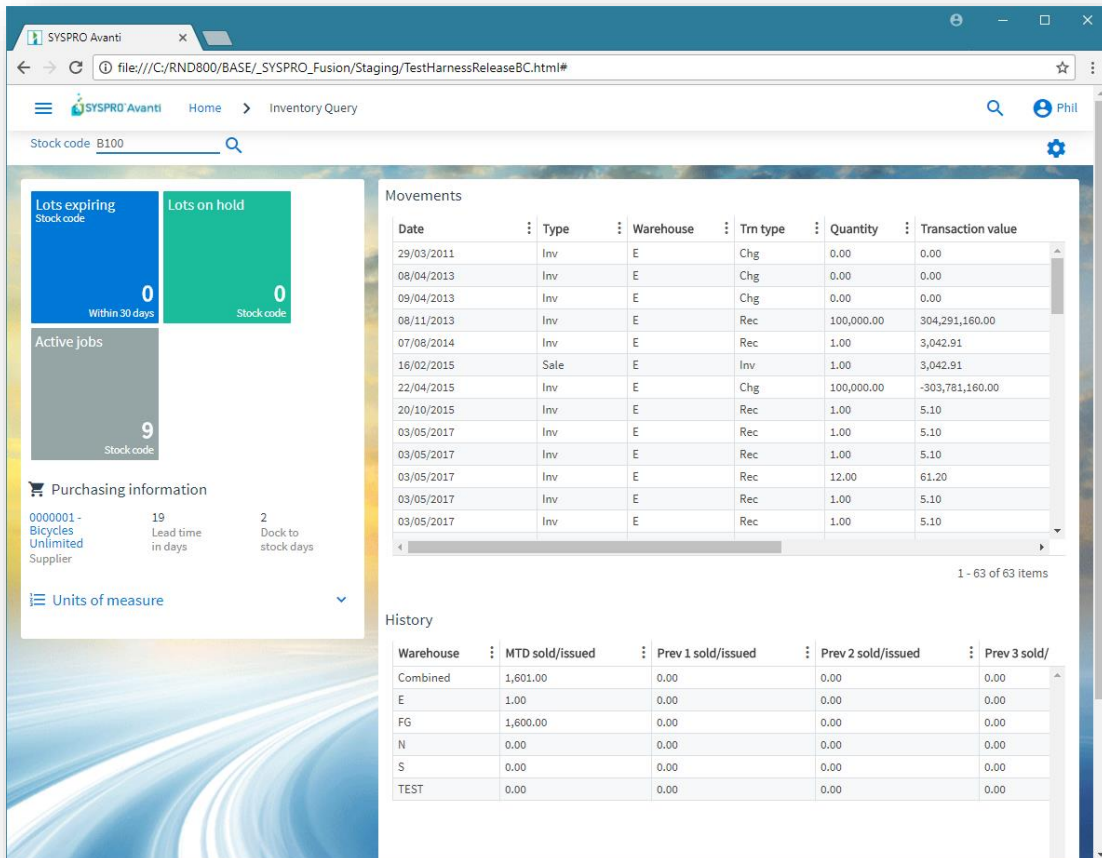 SYSPRO Avanti
file:///C:/RND800/BASE/_SYSPRO_Fusion/Staging/TestHarnessReleaseBC.html#
SYSPRO Avanti Home Inventory Query Phil
Stock code B100
Lots expiring
Stock code
0
Within 30 days
Lots on hold
0
Stock code
Active jobs
9
Stock code
Purchasing information
0000001 -
Bicycles
Unlimited
Supplier
19
Lead time
in days
2
Dock to
stock days
Units of measure
Movements
Date Type Warehouse Trn type Quantity Transaction value
29/03/2011 Inv E Chg 0.00 0.00
08/04/2013 Inv E Chg 0.00 0.00
09/04/2013 Inv E Chg 0.00 0.00
08/11/2013 Inv E Rec 100,000.00 304,291,160.00
07/08/2014 Inv E Rec 1.00 3,042.91
16/02/2015 Sale E Inv 1.00 3,042.91
22/04/2015 Inv E Chg 100,000.00 -303,781,160.00
20/10/2015 Inv E Rec 1.00 5.10
03/05/2017 Inv E Rec 1.00 5.10
03/05/2017 Inv E Rec 1.00 5.10
03/05/2017 Inv E Rec 12.00 61.20
03/05/2017 Inv E Rec 1.00 5.10
03/05/2017 Inv E Rec 1.00 5.10
1 - 63 of 63 items
History
Warehouse MTD sold/issued Prev 1 sold/issued Prev 2 sold/issued Prev 3 sold/
Combined 1,601.00 0.00 0.00 0.00
E 1.00 0.00 0.00 0.00
FG 1,600.00 0.00 0.00 0.00
N 0.00 0.00 0.00 0.00
S 0.00 0.00 0.00 0.00
TEST 0.00 0.00 0.00 0.00